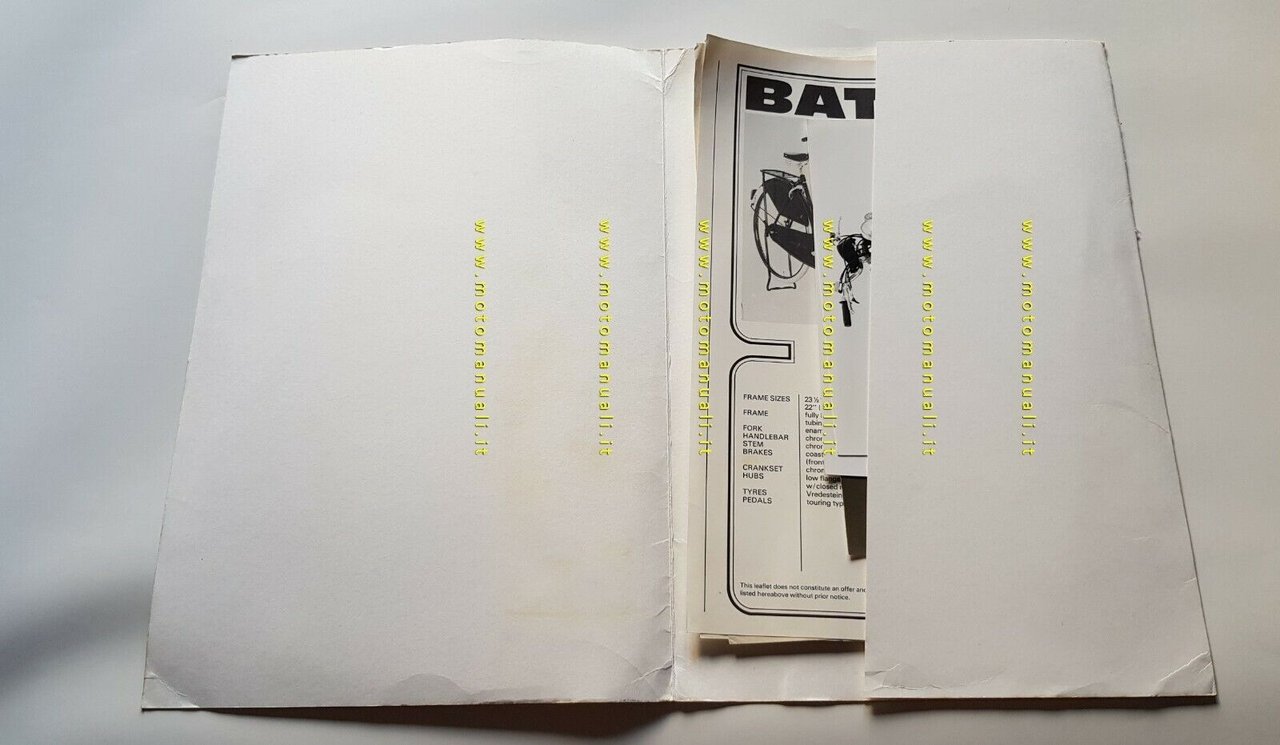 BAT
FRAME SIZES 23 ½
22"
FRAME fully
tubin
FORK enam
HANDLEBAR chro
STEM chro
BRAKES coast
(front
CRANKSET chro
HUBS low flange
w/closed
TYRES Vredestein
PEDALS touring typ
This leaflet does not constitute an offer and
listed hereabove without prior notice.
www.motomanuali.it
www.motomanuali.it
www.motomanuali.it
www.motomanuali.it
www.motomanuali.it
www.motomanuali.it